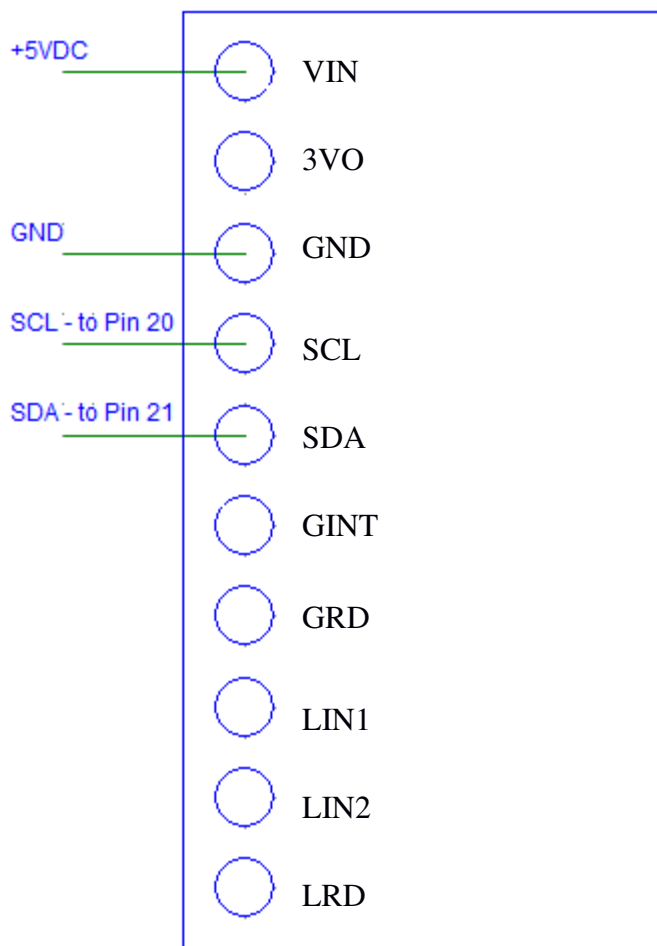 +5VDC
VIN
3VO
GND
GND
SCL - to Pin 20
SCL
SDA - to Pin 21
SDA
GINT
GRD
LIN1
LIN2
LRD